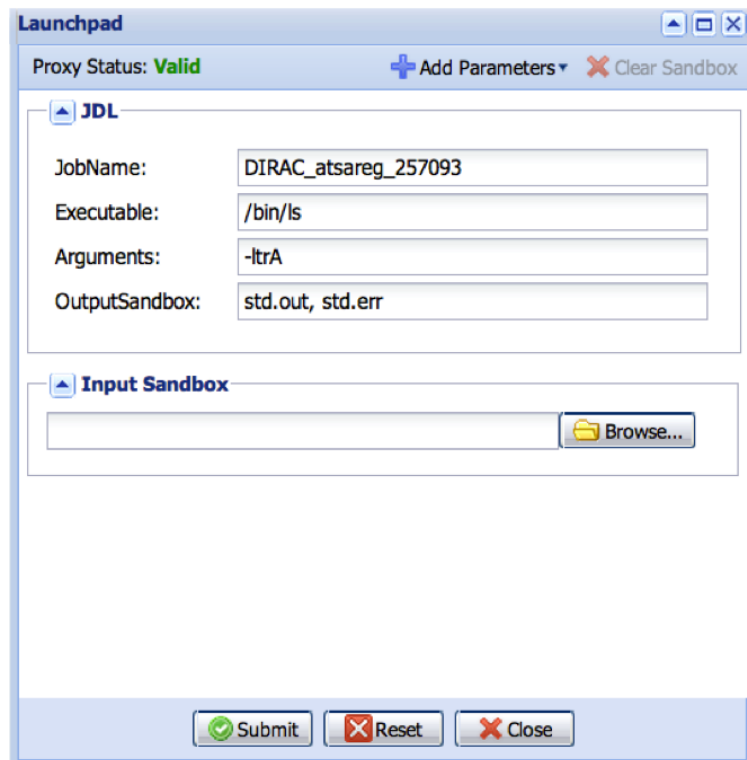 Launchpad
Proxy Status: Valid Add Parameters Clear Sandbox
JDL
JobName: DIRAC_atsareg_257093
Executable: /bin/ls
Arguments: -ltrA
OutputSandbox: std.out, std.err
Input Sandbox
Browse...
Submit Reset Close